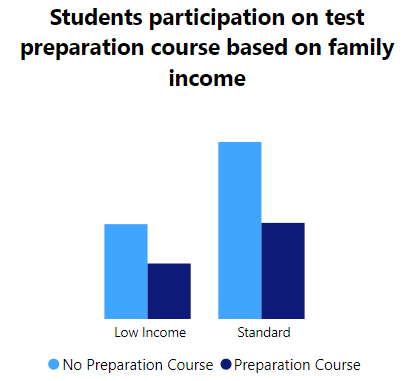 Students participation on test
preparation course based on family
income
Low Income
Standard
No Preparation Course
Preparation Course